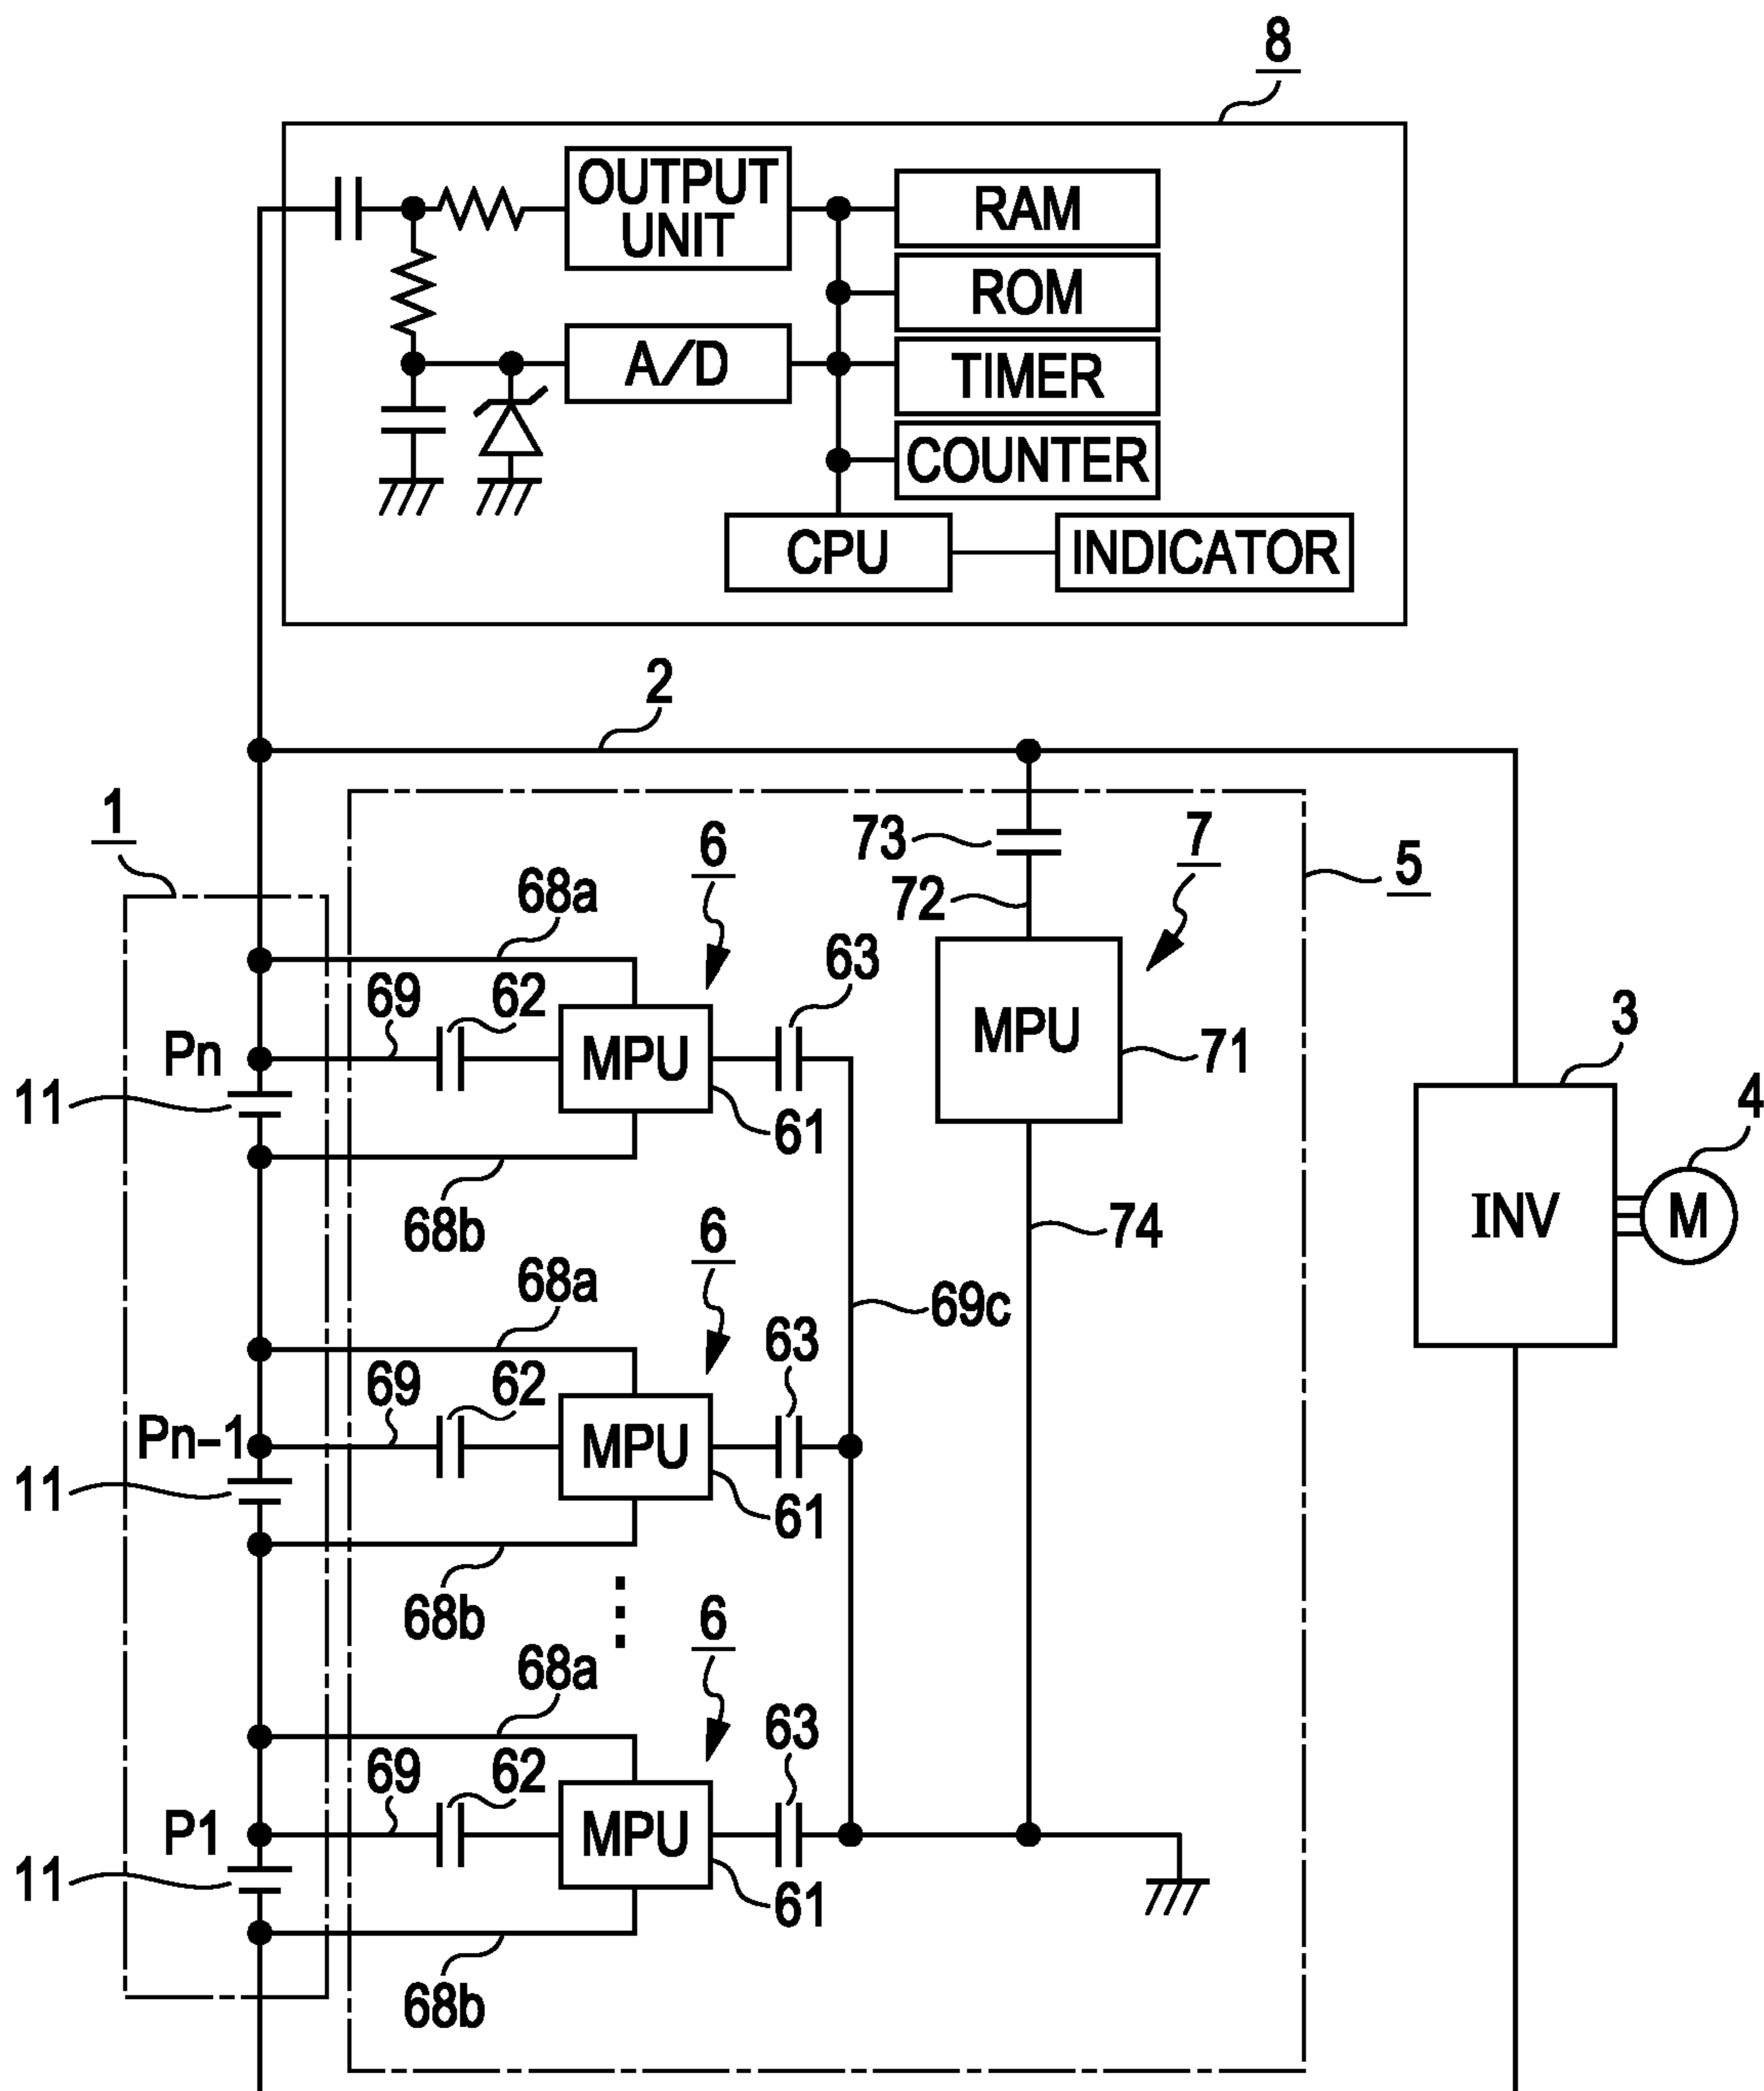 8
OUTPUT
UNIT
RAM
ROM
A/D
TIMER
COUNTER
CPU
INDICATOR
2
1
73
7
5
6
68a
72
69
62
63
3
Pn
MPU
MPU
71
4
11
61
INV
M
68b
6
74
68a
69c
63
69
62
Pn-1
MPU
11
61
68b
6
68a
63
69
62
P1
MPU
11
61
68b